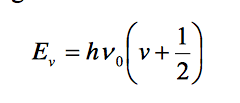 E_v = hν_0(v + 1/2)